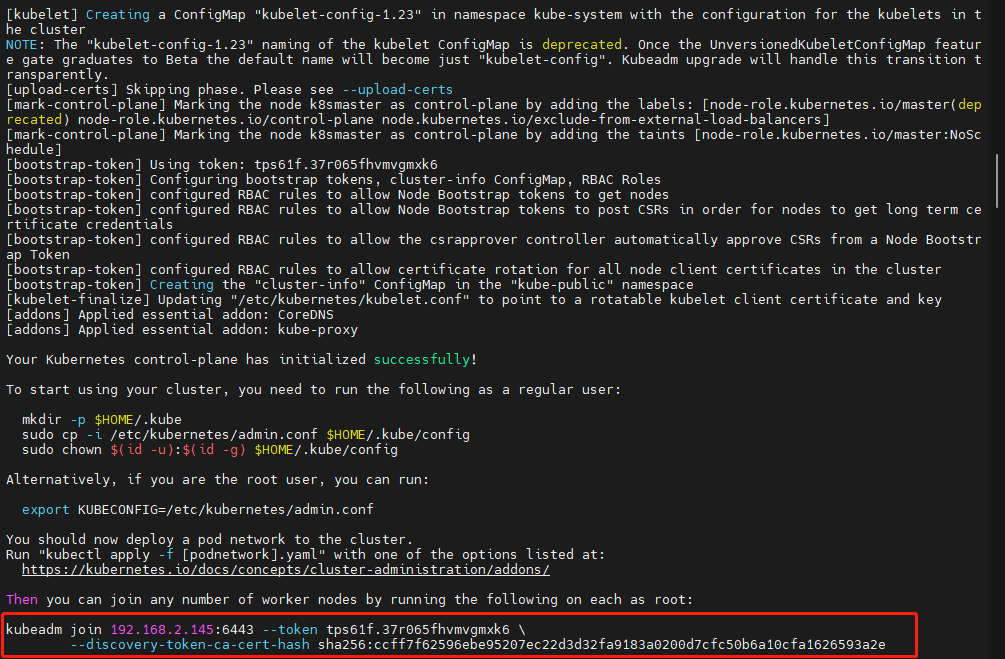 [kubelet] Creating a ConfigMap "kubelet-config-1.23" in namespace kube-system with the configuration for the kubelets in t
he cluster
NOTE: The "kubelet-config-1.23" naming of the kubelet ConfigMap is deprecated. Once the UnversionedKubeletConfigMap featur
e gate graduates to Beta the default name will become just "kubelet-config". Kubeadm upgrade will handle this transition t
ransparently.
[upload-certs] Skipping phase. Please see --upload-certs
[mark-control-plane] Marking the node k8smaster as control-plane by adding the labels: [node-role.kubernetes.io/master(dep
recated) node-role.kubernetes.io/control-plane node.kubernetes.io/exclude-from-external-load-balancers]
[mark-control-plane] Marking the node k8smaster as control-plane by adding the taints [node-role.kubernetes.io/master:NoSc
hedule]
[bootstrap-token] Using token: tps61f.37r065fhvmvgmxk6
[bootstrap-token] Configuring bootstrap tokens, cluster-info ConfigMap, RBAC Roles
[bootstrap-token] configured RBAC rules to allow Node Bootstrap tokens to get nodes
[bootstrap-token] configured RBAC rules to allow Node Bootstrap tokens to post CSRs in order for nodes to get long term ce
rtificate credentials
[bootstrap-token] configured RBAC rules to allow the csrapprover controller automatically approve CSRs from a Node Bootstr
ap Token
[bootstrap-token] configured RBAC rules to allow certificate rotation for all node client certificates in the cluster
[bootstrap-token] Creating the "cluster-info" ConfigMap in the "kube-public" namespace
[kubelet-finalize] Updating "/etc/kubernetes/kubelet.conf" to point to a rotatable kubelet client certificate and key
[addons] Applied essential addon: CoreDNS
[addons] Applied essential addon: kube-proxy
Your Kubernetes control-plane has initialized successfully!
To start using your cluster, you need to run the following as a regular user:
mkdir -p $HOME/.kube
sudo cp -i /etc/kubernetes/admin.conf $HOME/.kube/config
sudo chown $(id -u):$(id -g) $HOME/.kube/config
Alternatively, if you are the root user, you can run:
export KUBECONFIG=/etc/kubernetes/admin.conf
You should now deploy a pod network to the cluster.
Run "kubectl apply -f [podnetwork].yaml" with one of the options listed at:
https://kubernetes.io/docs/concepts/cluster-administration/addons/
Then you can join any number of worker nodes by running the following on each as root:
kubeadm join 192.168.2.145:6443 --token tps61f.37r065fhvmvgmxk6 \
--discovery-token-ca-cert-hash sha256:ccff7f62596ebe95207ec22d3d32fa9183a0200d7cfc50b6a10cfa1626593a2e